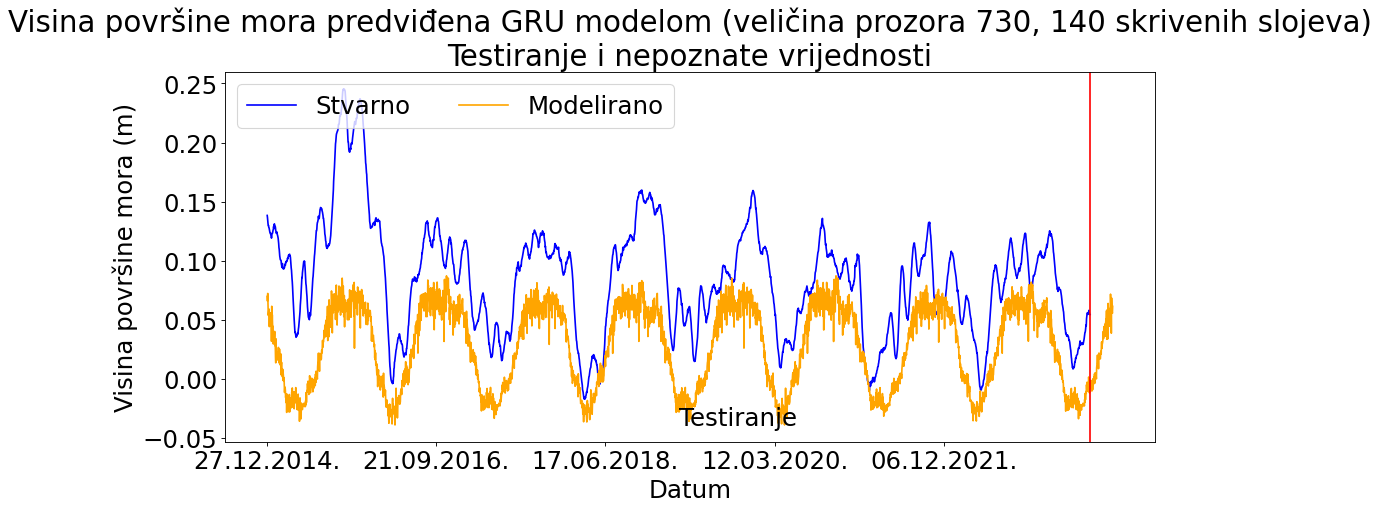 Visina površine mora predviđena GRU modelom (veličina prozora 730, 140 skrivenih slojeva)
Testiranje i nepoznate vrijednosti
Stvarno Modelirano
Visina površine mora (m)
0.25
0.20
0.15
0.10
0.05
0.00
−0.05
Testiranje
27.12.2014. 21.09.2016. 17.06.2018. 12.03.2020. 06.12.2021.
Datum